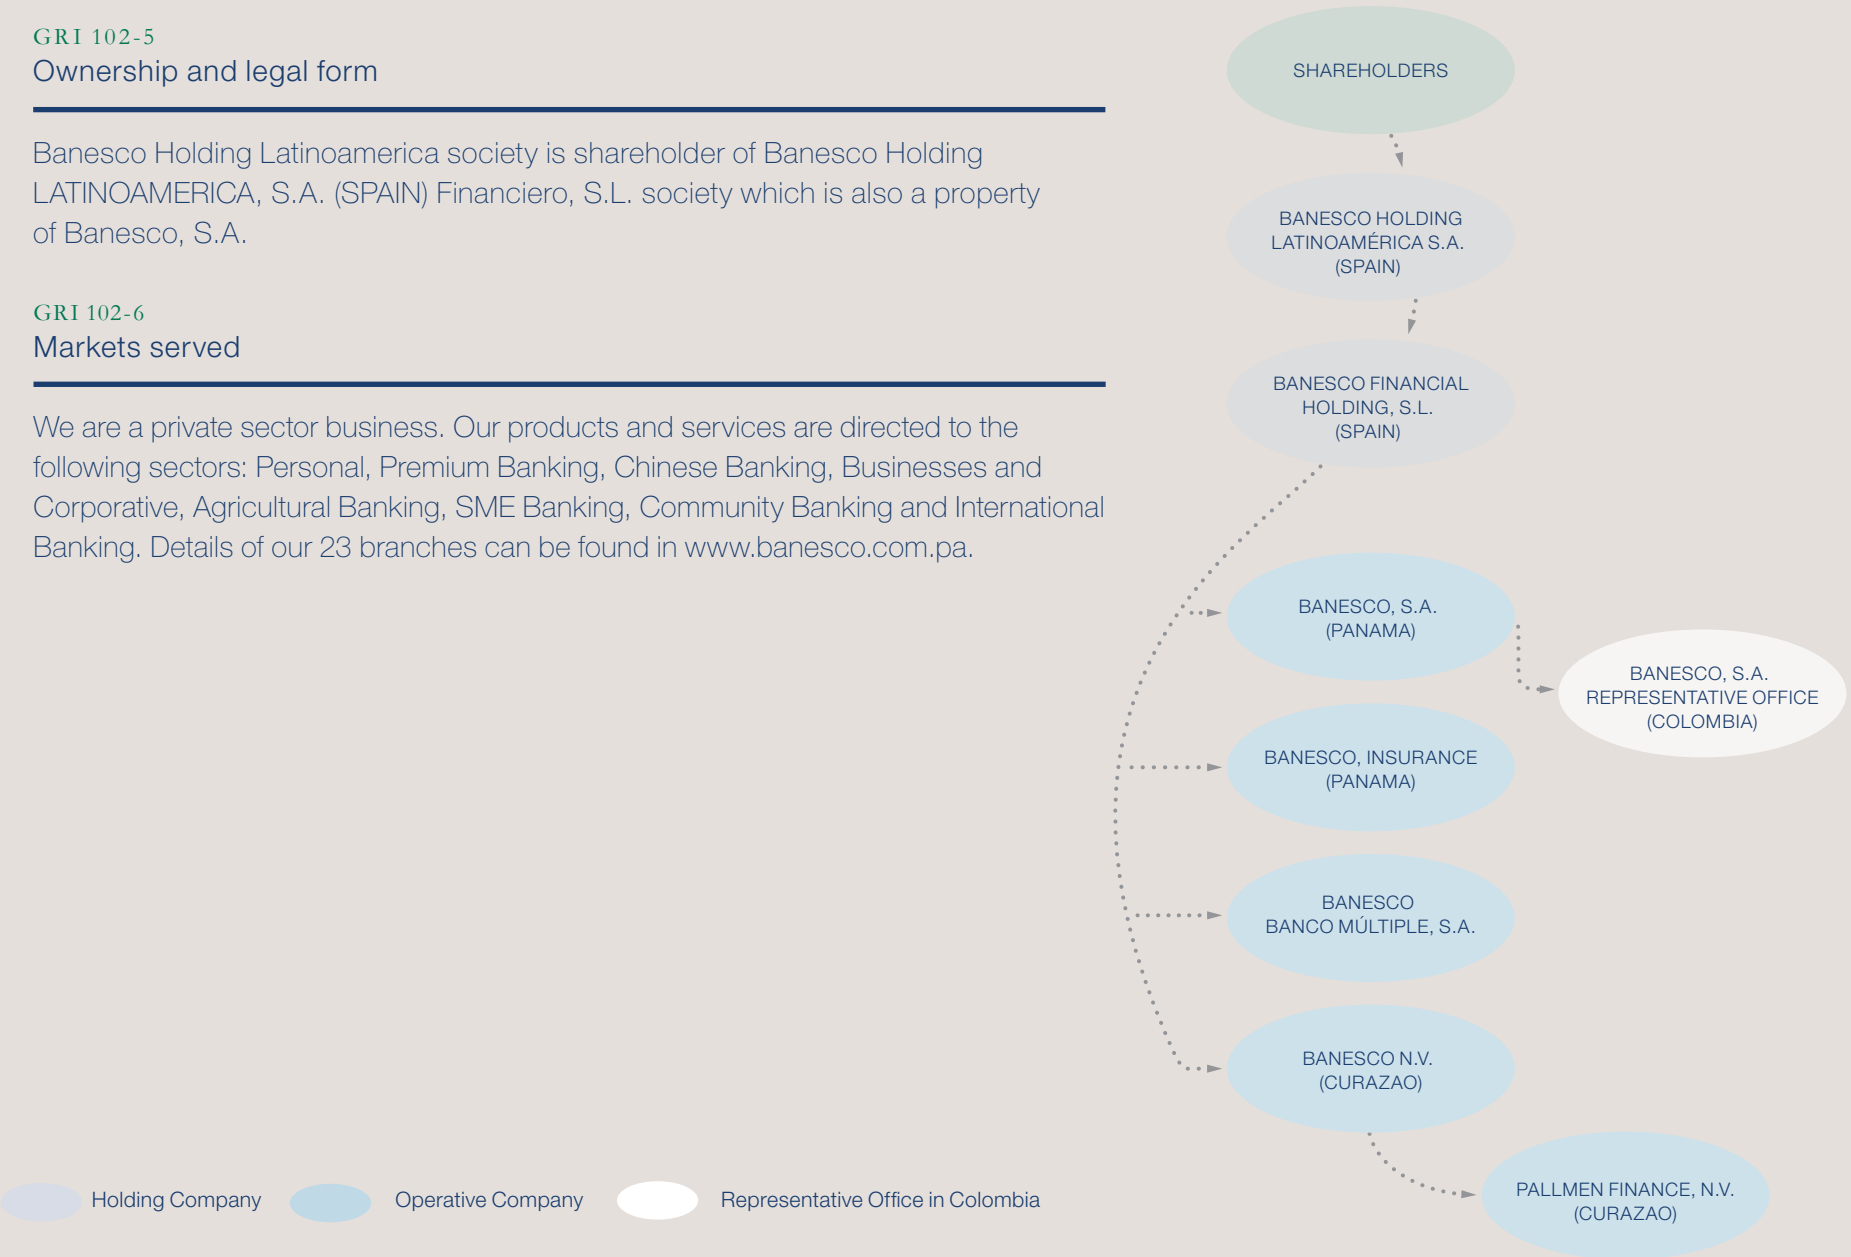 GRI 102-5
Ownership and legal form
Banesco Holding Latinoamerica society is shareholder of Banesco Holding
LATINOAMERICA, S.A. (SPAIN) Financiero, S.L. society which is also a property
of Banesco, S.A.
GRI 102-6
Markets served
We are a private sector business. Our products and services are directed to the
following sectors: Personal, Premium Banking, Chinese Banking, Businesses and
Corporative, Agricultural Banking, SME Banking, Community Banking and International
Banking. Details of our 23 branches can be found in www.banesco.com.pa.
SHAREHOLDERS
BANESCO HOLDING
LATINOAMÉRICA S.A.
(SPAIN)
BANESCO FINANCIAL
HOLDING, S.L.
(SPAIN)
BANESCO, S.A.
(PANAMA)
BANESCO, S.A.
REPRESENTATIVE OFFICE
(COLOMBIA)
BANESCO, INSURANCE
(PANAMA)
BANESCO
BANCO MÚLTIPLE, S.A.
BANESCO N.V.
(CURAZAO)
PALLMEN FINANCE, N.V.
(CURAZAO)
Holding Company
Operative Company
Representative Office in Colombia